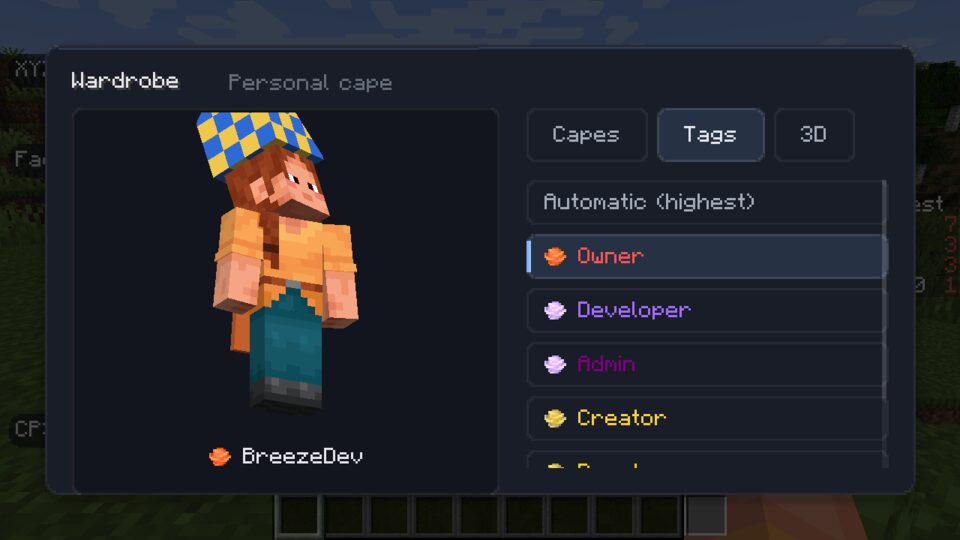 Wardrobe
Personal cape
Capes
Tags
3D
Automatic (highest)
Owner
Developer
Admin
Creator
BreezeDev